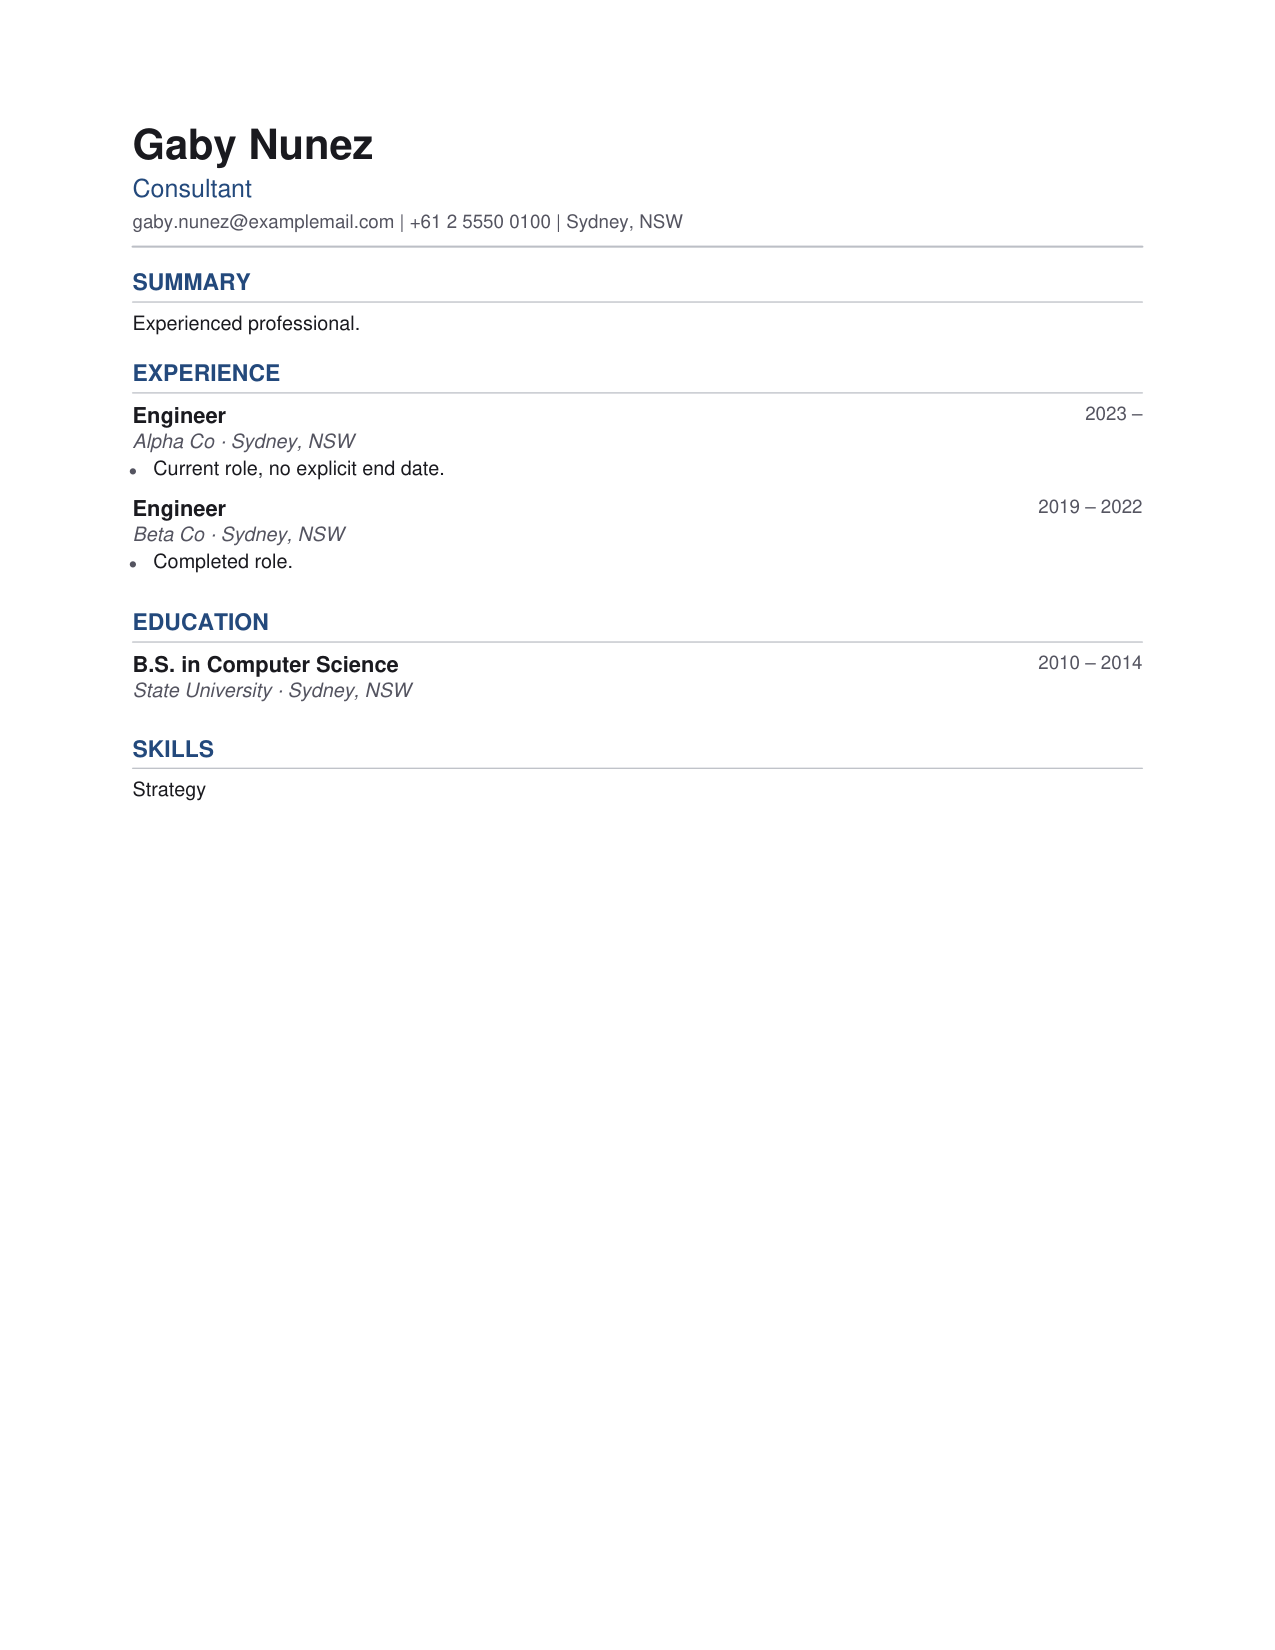 Gaby Nunez
Consultant
gaby.nunez@examplemail.com | +61 2 5550 0100 | Sydney, NSW
SUMMARY
Experienced professional.
EXPERIENCE
Engineer 2023 –
Alpha Co · Sydney, NSW
• Current role, no explicit end date.
Engineer 2019 – 2022
Beta Co · Sydney, NSW
• Completed role.
EDUCATION
B.S. in Computer Science 2010 – 2014
State University · Sydney, NSW
SKILLS
Strategy